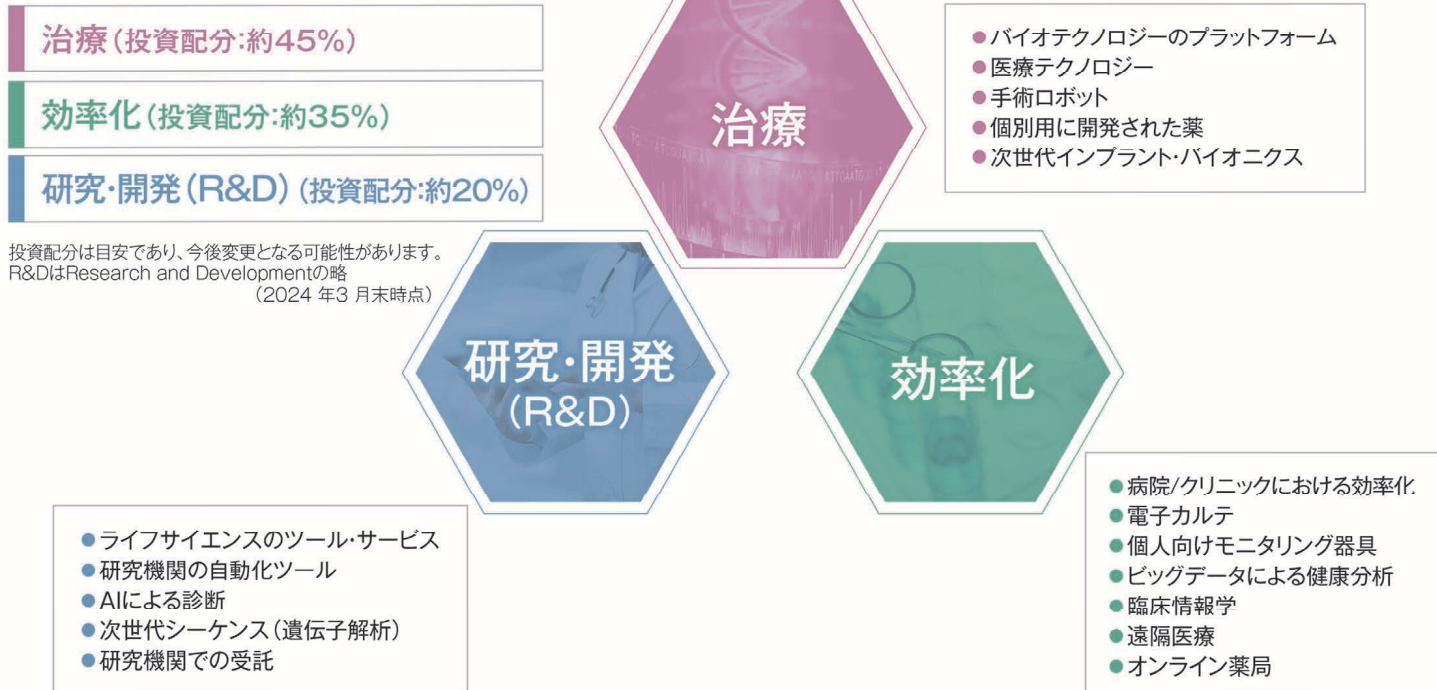 治療（投資配分:約45%）
効率化（投資配分:約35%）
研究・開発（R&D）（投資配分:約20%）
投資配分は目安であり、今後変更となる可能性があります。
R&DはResearch and Developmentの略
（2024 年3 月末時点）
治療
●バイオテクノロジーのプラットフォーム
●医療テクノロジー
●手術ロボット
●個別用に開発された薬
●次世代インプラント・バイオニクス
研究・開発
（R&D）
効率化
●ライフサイエンスのツール・サービス
●研究機関の自動化ツール
●AIによる診断
●次世代シーケンス（遺伝子解析）
●研究機関での受託
●病院/クリニックにおける効率化
●電子カルテ
●個人向けモニタリング器具
●ビッグデータによる健康分析
●臨床情報学
●遠隔医療
●オンライン薬局